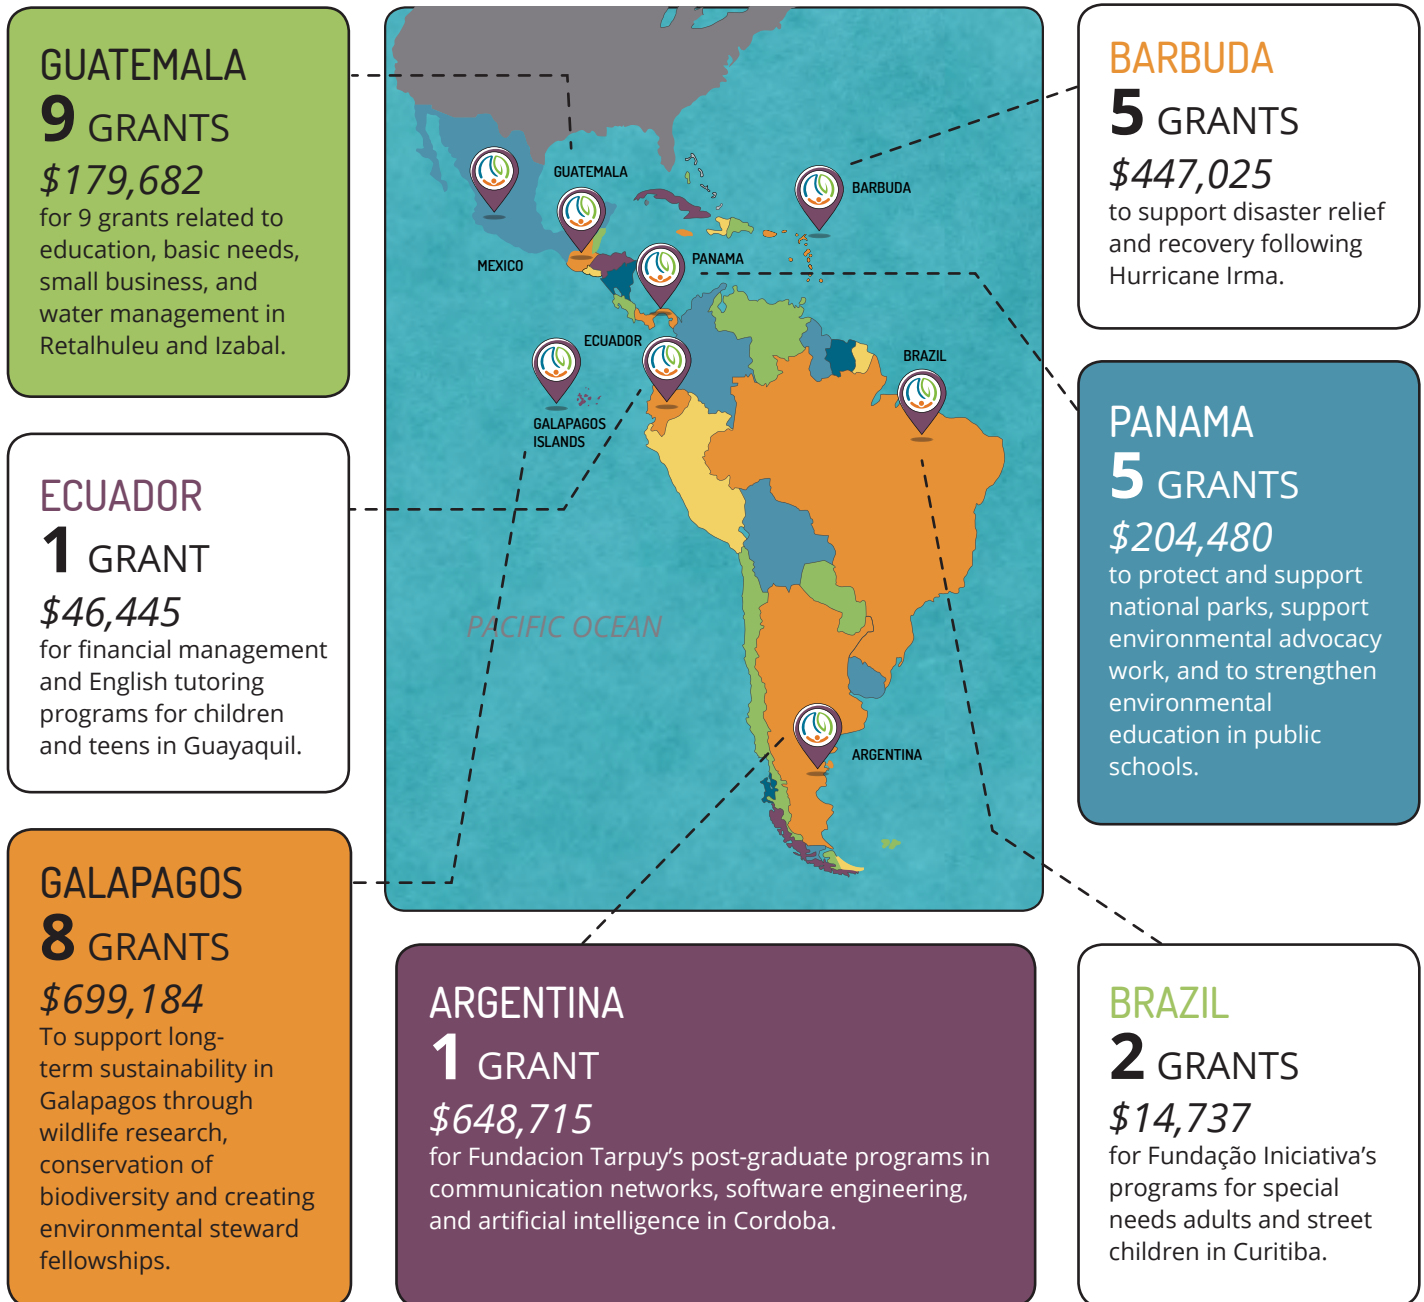 GUATEMALA
9 GRANTS
$179,682
for 9 grants related to
education, basic needs,
small business, and
water management in
Retalhuleu and Izabal.
ECUADOR
1 GRANT
$46,445
for financial management
and English tutoring
programs for children
and teens in Guayaquil.
GALAPAGOS
8 GRANTS
$699,184
To support long-
term sustainability in
Galapagos through
wildlife research,
conservation of
biodiversity and creating
environmental steward
fellowships.
GUATEMALA
BARBUDA
MEXICO
PANAMA
ECUADOR
BRAZIL
GALAPAGOS
ISLANDS
PACIFIC OCEAN
ARGENTINA
ARGENTINA
1 GRANT
$648,715
for Fundacion Tarpuy’s post-graduate programs in
communication networks, software engineering,
and artificial intelligence in Cordoba.
BARBUDA
5 GRANTS
$447,025
to support disaster relief
and recovery following
Hurricane Irma.
PANAMA
5 GRANTS
$204,480
to protect and support
national parks, support
environmental advocacy
work, and to strengthen
environmental
education in public
schools.
BRAZIL
2 GRANTS
$14,737
for Fundação Iniciativa’s
programs for special
needs adults and street
children in Curitiba.